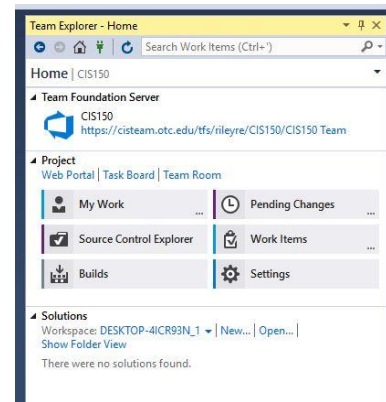 Team Explorer - Home
Search Work Items (Ctrl+')
Home | CIS150
Team Foundation Server
CIS150
https://cisteam.otc.edu/tfs/rileyre/CIS150/CIS150 Team
Project
Web Portal | Task Board | Team Room
My Work ...
Pending Changes ...
Source Control Explorer
Work Items ...
Builds
Settings
Solutions
Workspace: DESKTOP-4ICR93N_1 | New... | Open... |
Show Folder View
There were no solutions found.